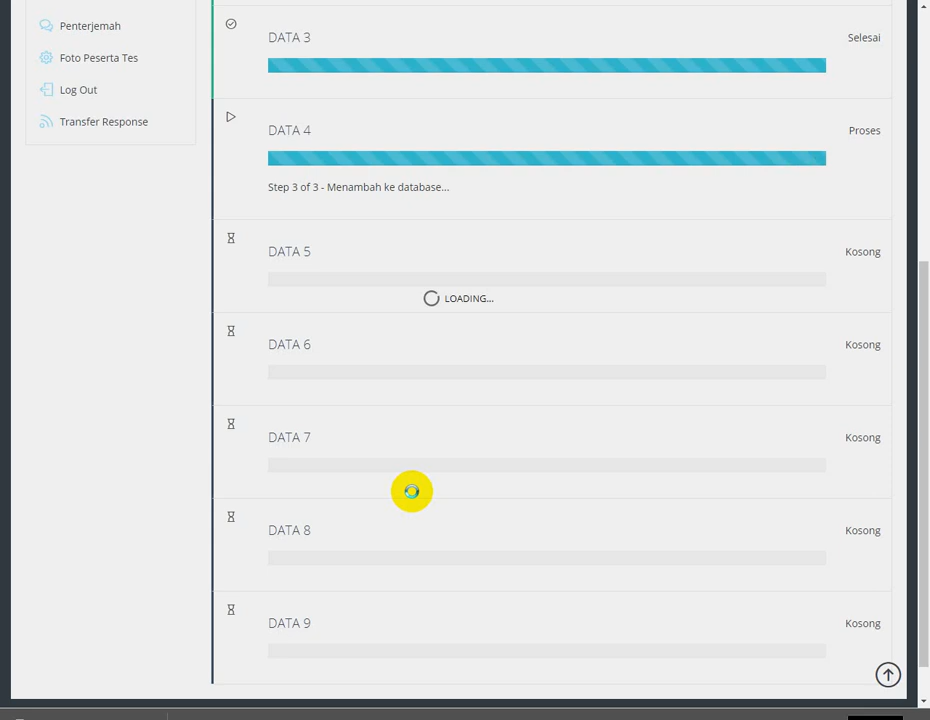 Penterjemah
Foto Peserta Tes
Log Out
Transfer Response
DATA 3
Selesai
DATA 4
Proses
Step 3 of 3 - Menambah ke database...
DATA 5
Kosong
LOADING...
DATA 6
Kosong
DATA 7
Kosong
DATA 8
Kosong
DATA 9
Kosong